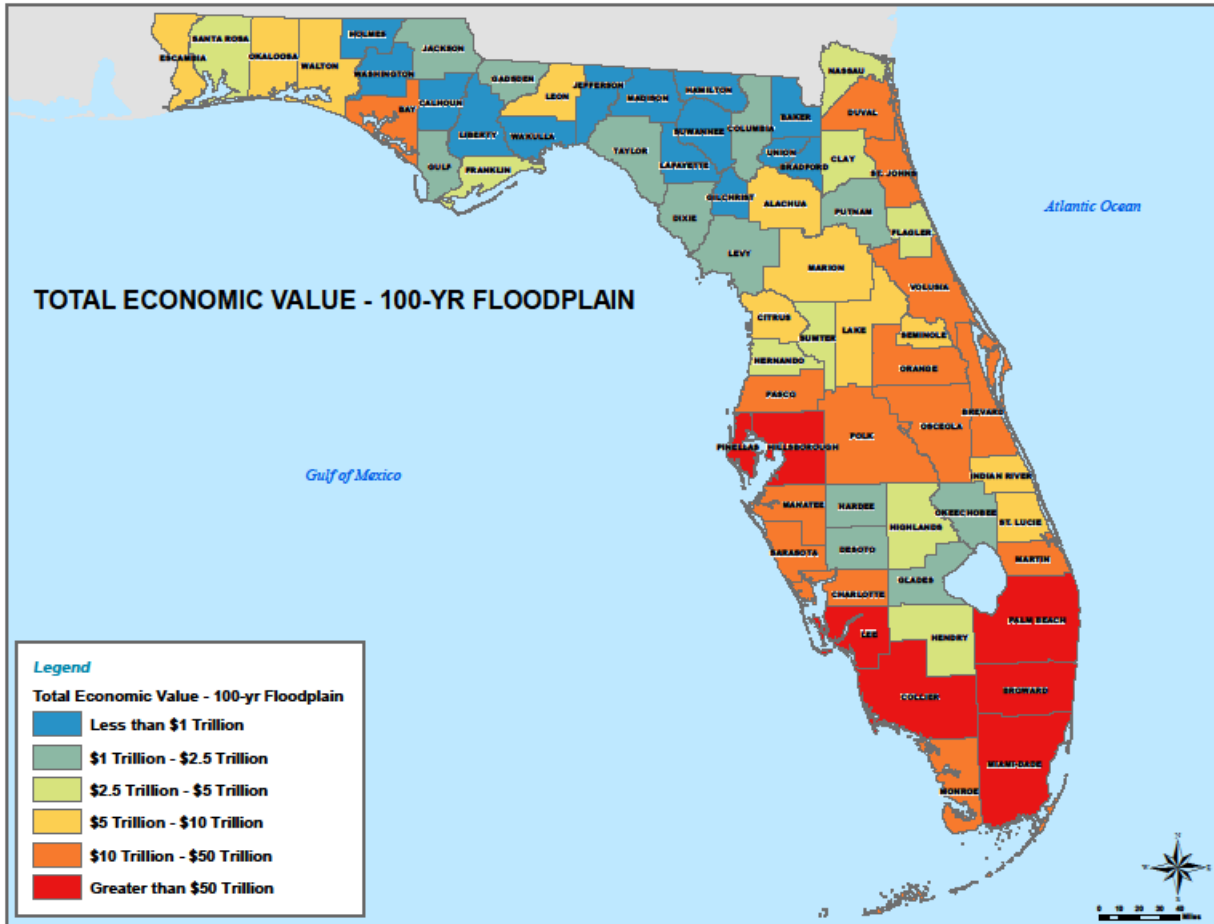 HOLMES
SANTA ROSA
JACKSON
ESCAMBIA
OKALOOSA
WALTON
WASHINGTON
GADSDEN
NASSAU
JEFFERSON
LEON
MADISON
HAMILTON
BAY
CALHOUN
BAKER
DUVAL
LIBERTY
WAKULLA
SUWANNEE
COLUMBIA
TAYLOR
UNION
CLAY
GULF
FRANKLIN
LAFAYETTE
BRADFORD
ST. JOHNS
GILCHRIST
ALACHUA
PUTNAM
Atlantic Ocean
DIXIE
FLAGLER
LEVY
MARION
VOLUSIA
TOTAL ECONOMIC VALUE - 100-YR FLOODPLAIN
CITRUS
LAKE
SEMINOLE
SUMTER
HERNANDO
ORANGE
PASCO
BREVARD
OSCEOLA
POLK
PINELLAS
HILLSBOROUGH
Gulf of Mexico
INDIAN RIVER
MANATEE
HARDEE
OKEECHOBEE
HIGHLANDS
ST. LUCIE
SARASOTA
DESOTO
MARTIN
GLADES
CHARLOTTE
PALM BEACH
LEE
HENDRY
COLLIER
BROWARD
MIAMI-DADE
MONROE
Legend
Total Economic Value - 100-yr Floodplain
Less than $1 Trillion
$1 Trillion - $2.5 Trillion
$2.5 Trillion - $5 Trillion
$5 Trillion - $10 Trillion
$10 Trillion - $50 Trillion
Greater than $50 Trillion
N
W E
S
0 10 20 30 40
Miles